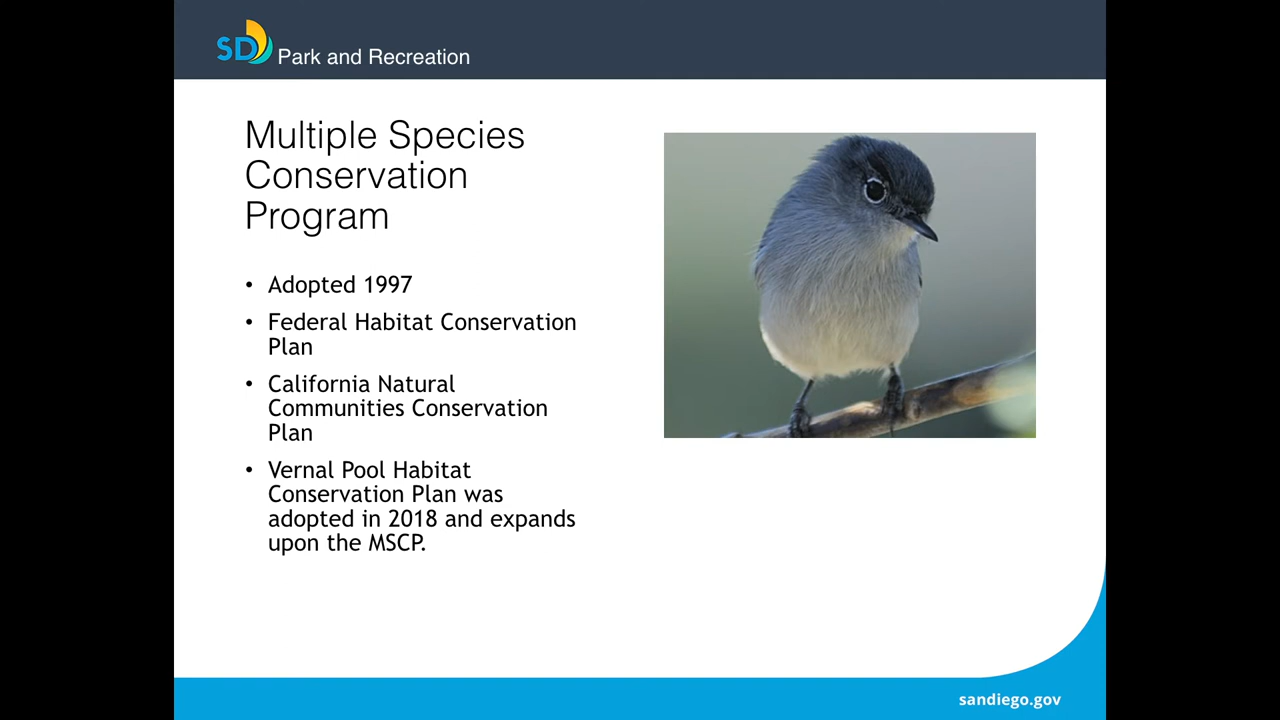 SD Park and Recreation
Multiple Species
Conservation
Program
• Adopted 1997
• Federal Habitat Conservation
Plan
• California Natural
Communities Conservation
Plan
• Vernal Pool Habitat
Conservation Plan was
adopted in 2018 and expands
upon the MSCP.
sandiego.gov